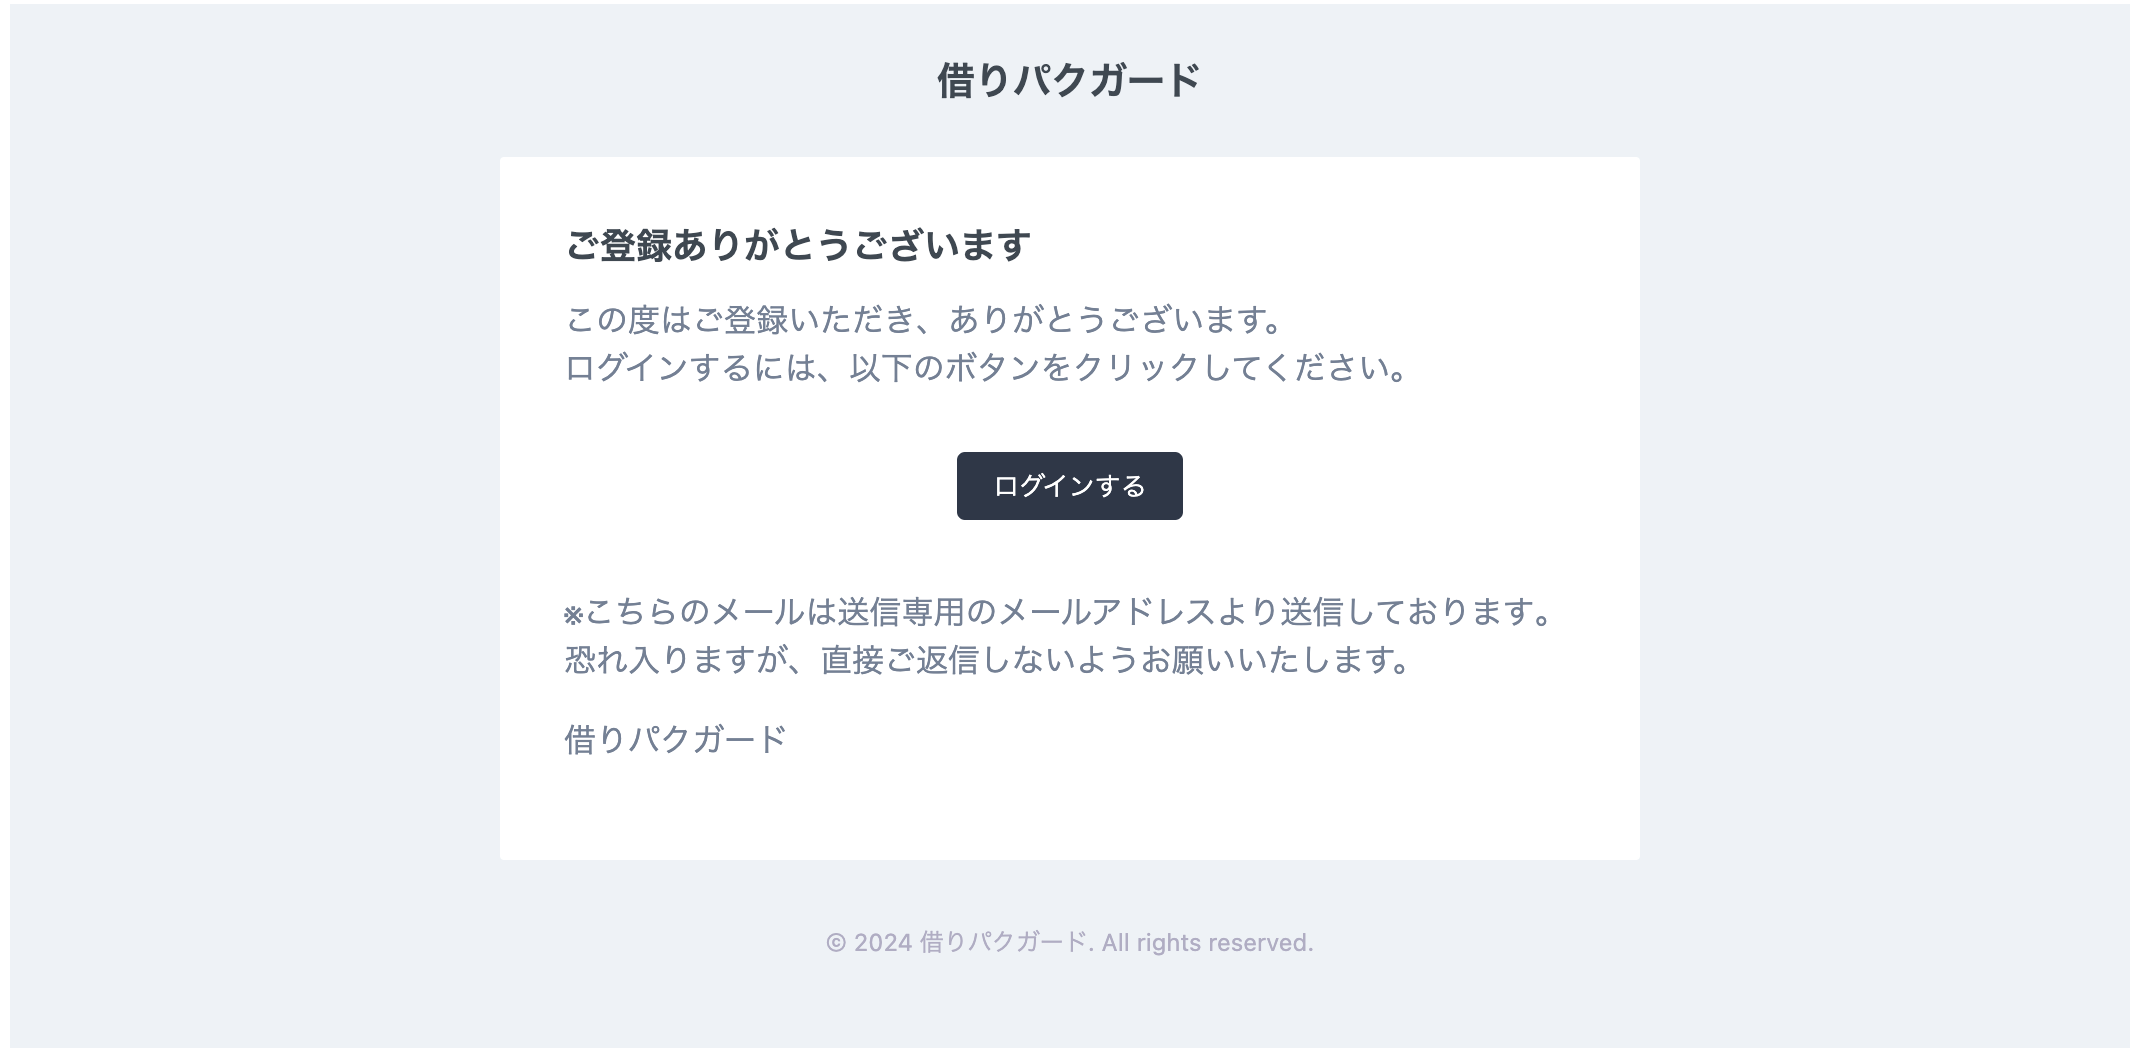 借りパクガード
ご登録ありがとうございます
この度はご登録いただき、ありがとうございます。
ログインするには、以下のボタンをクリックしてください。
ログインする
※こちらのメールは送信専用のメールアドレスより送信しております。
恐れ入りますが、直接ご返信しないようお願いいたします。
借りパクガード
© 2024 借りパクガード. All rights reserved.